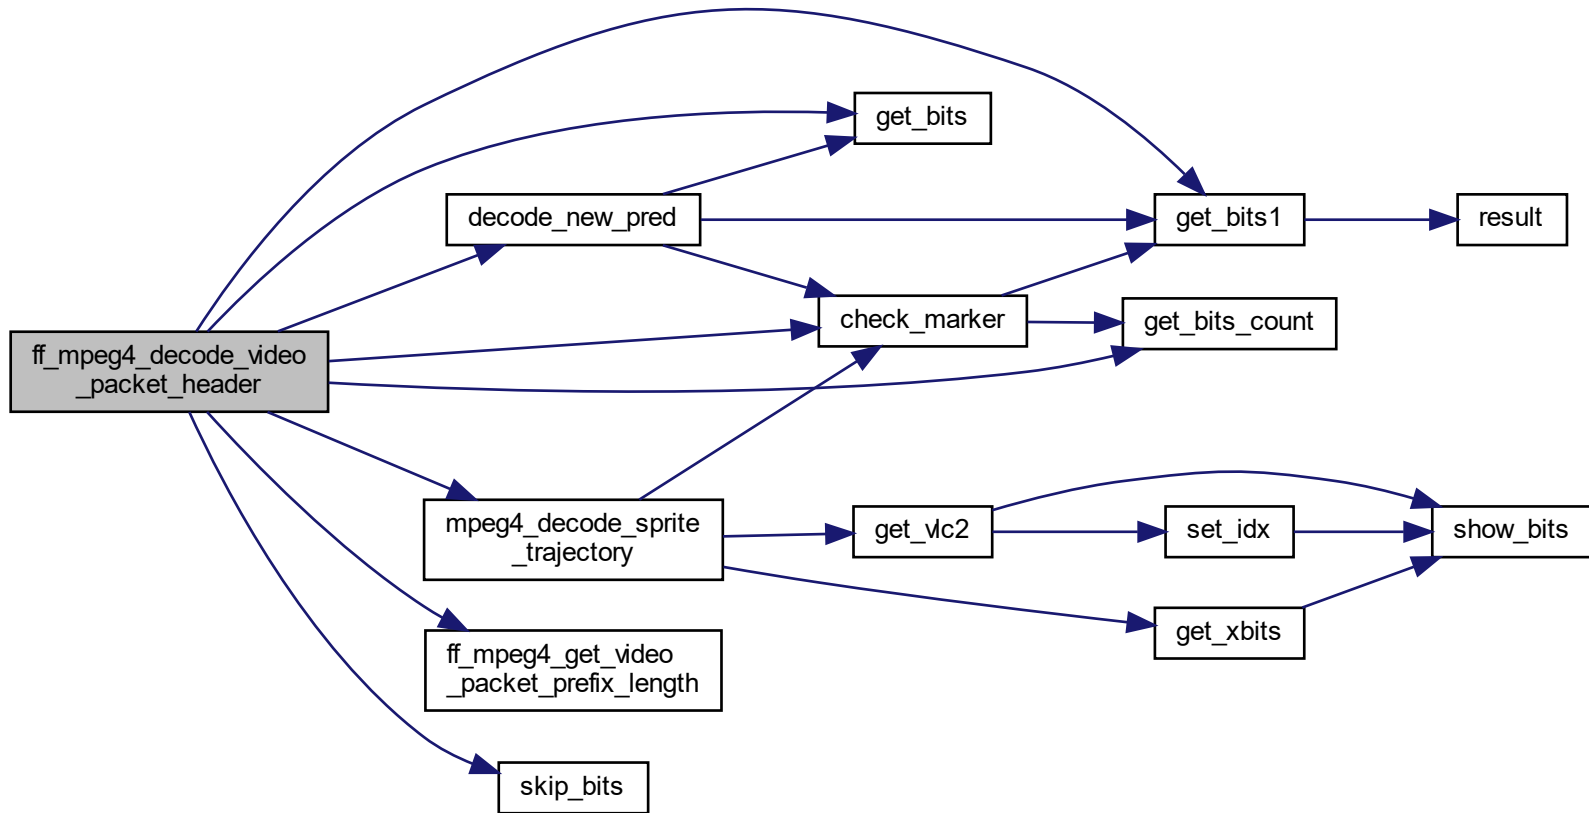 get_bits
decode_new_pred
get_bits1
result
check_marker
get_bits_count
ff_mpeg4_decode_video
_packet_header
mpeg4_decode_sprite
_trajectory
get_vlc2
set_idx
show_bits
get_xbits
ff_mpeg4_get_video
_packet_prefix_length
skip_bits